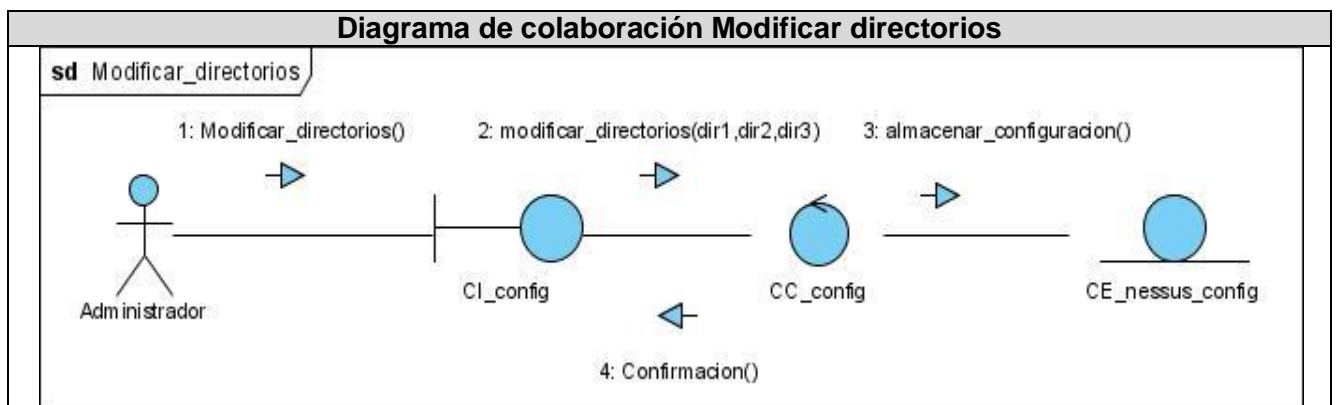 Diagrama de colaboración Modificar directorios
sd Modificar_directorios
1: Modificar_directorios()
2: modificar_directorios(dir1,dir2,dir3)
3: almacenar_configuracion()
Administrador
CI_config
CC_config
CE_nessus_config
4: Confirmacion()